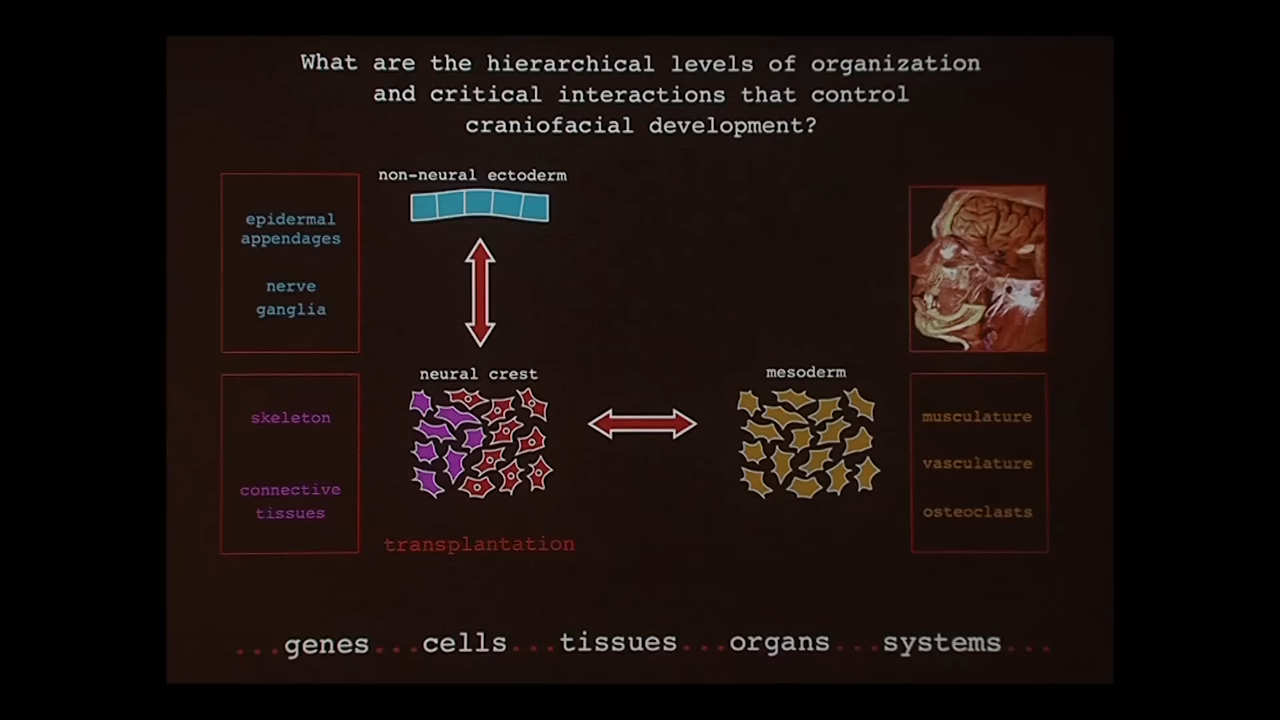 What are the hierarchical levels of organization
and critical interactions that control
craniofacial development?
non-neural ectoderm
epidermal
appendages
nerve
ganglia
neural crest
mesoderm
skeleton
connective
tissues
musculature
vasculature
osteoclasts
transplantation
...genes...cells...tissues...organs...systems...